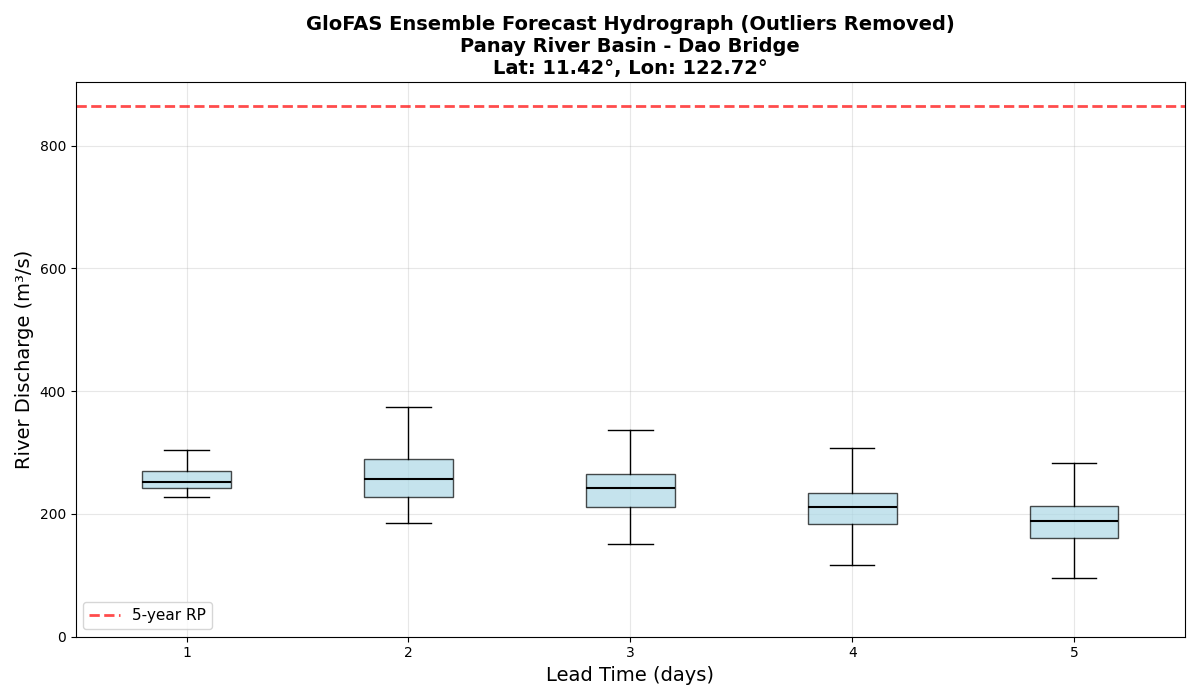 GloFAS Ensemble Forecast Hydrograph (Outliers Removed)
Panay River Basin - Dao Bridge
Lat: 11.42°, Lon: 122.72°
River Discharge (m³/s)
800
600
400
200
0
5-year RP
1 2 3 4 5
Lead Time (days)